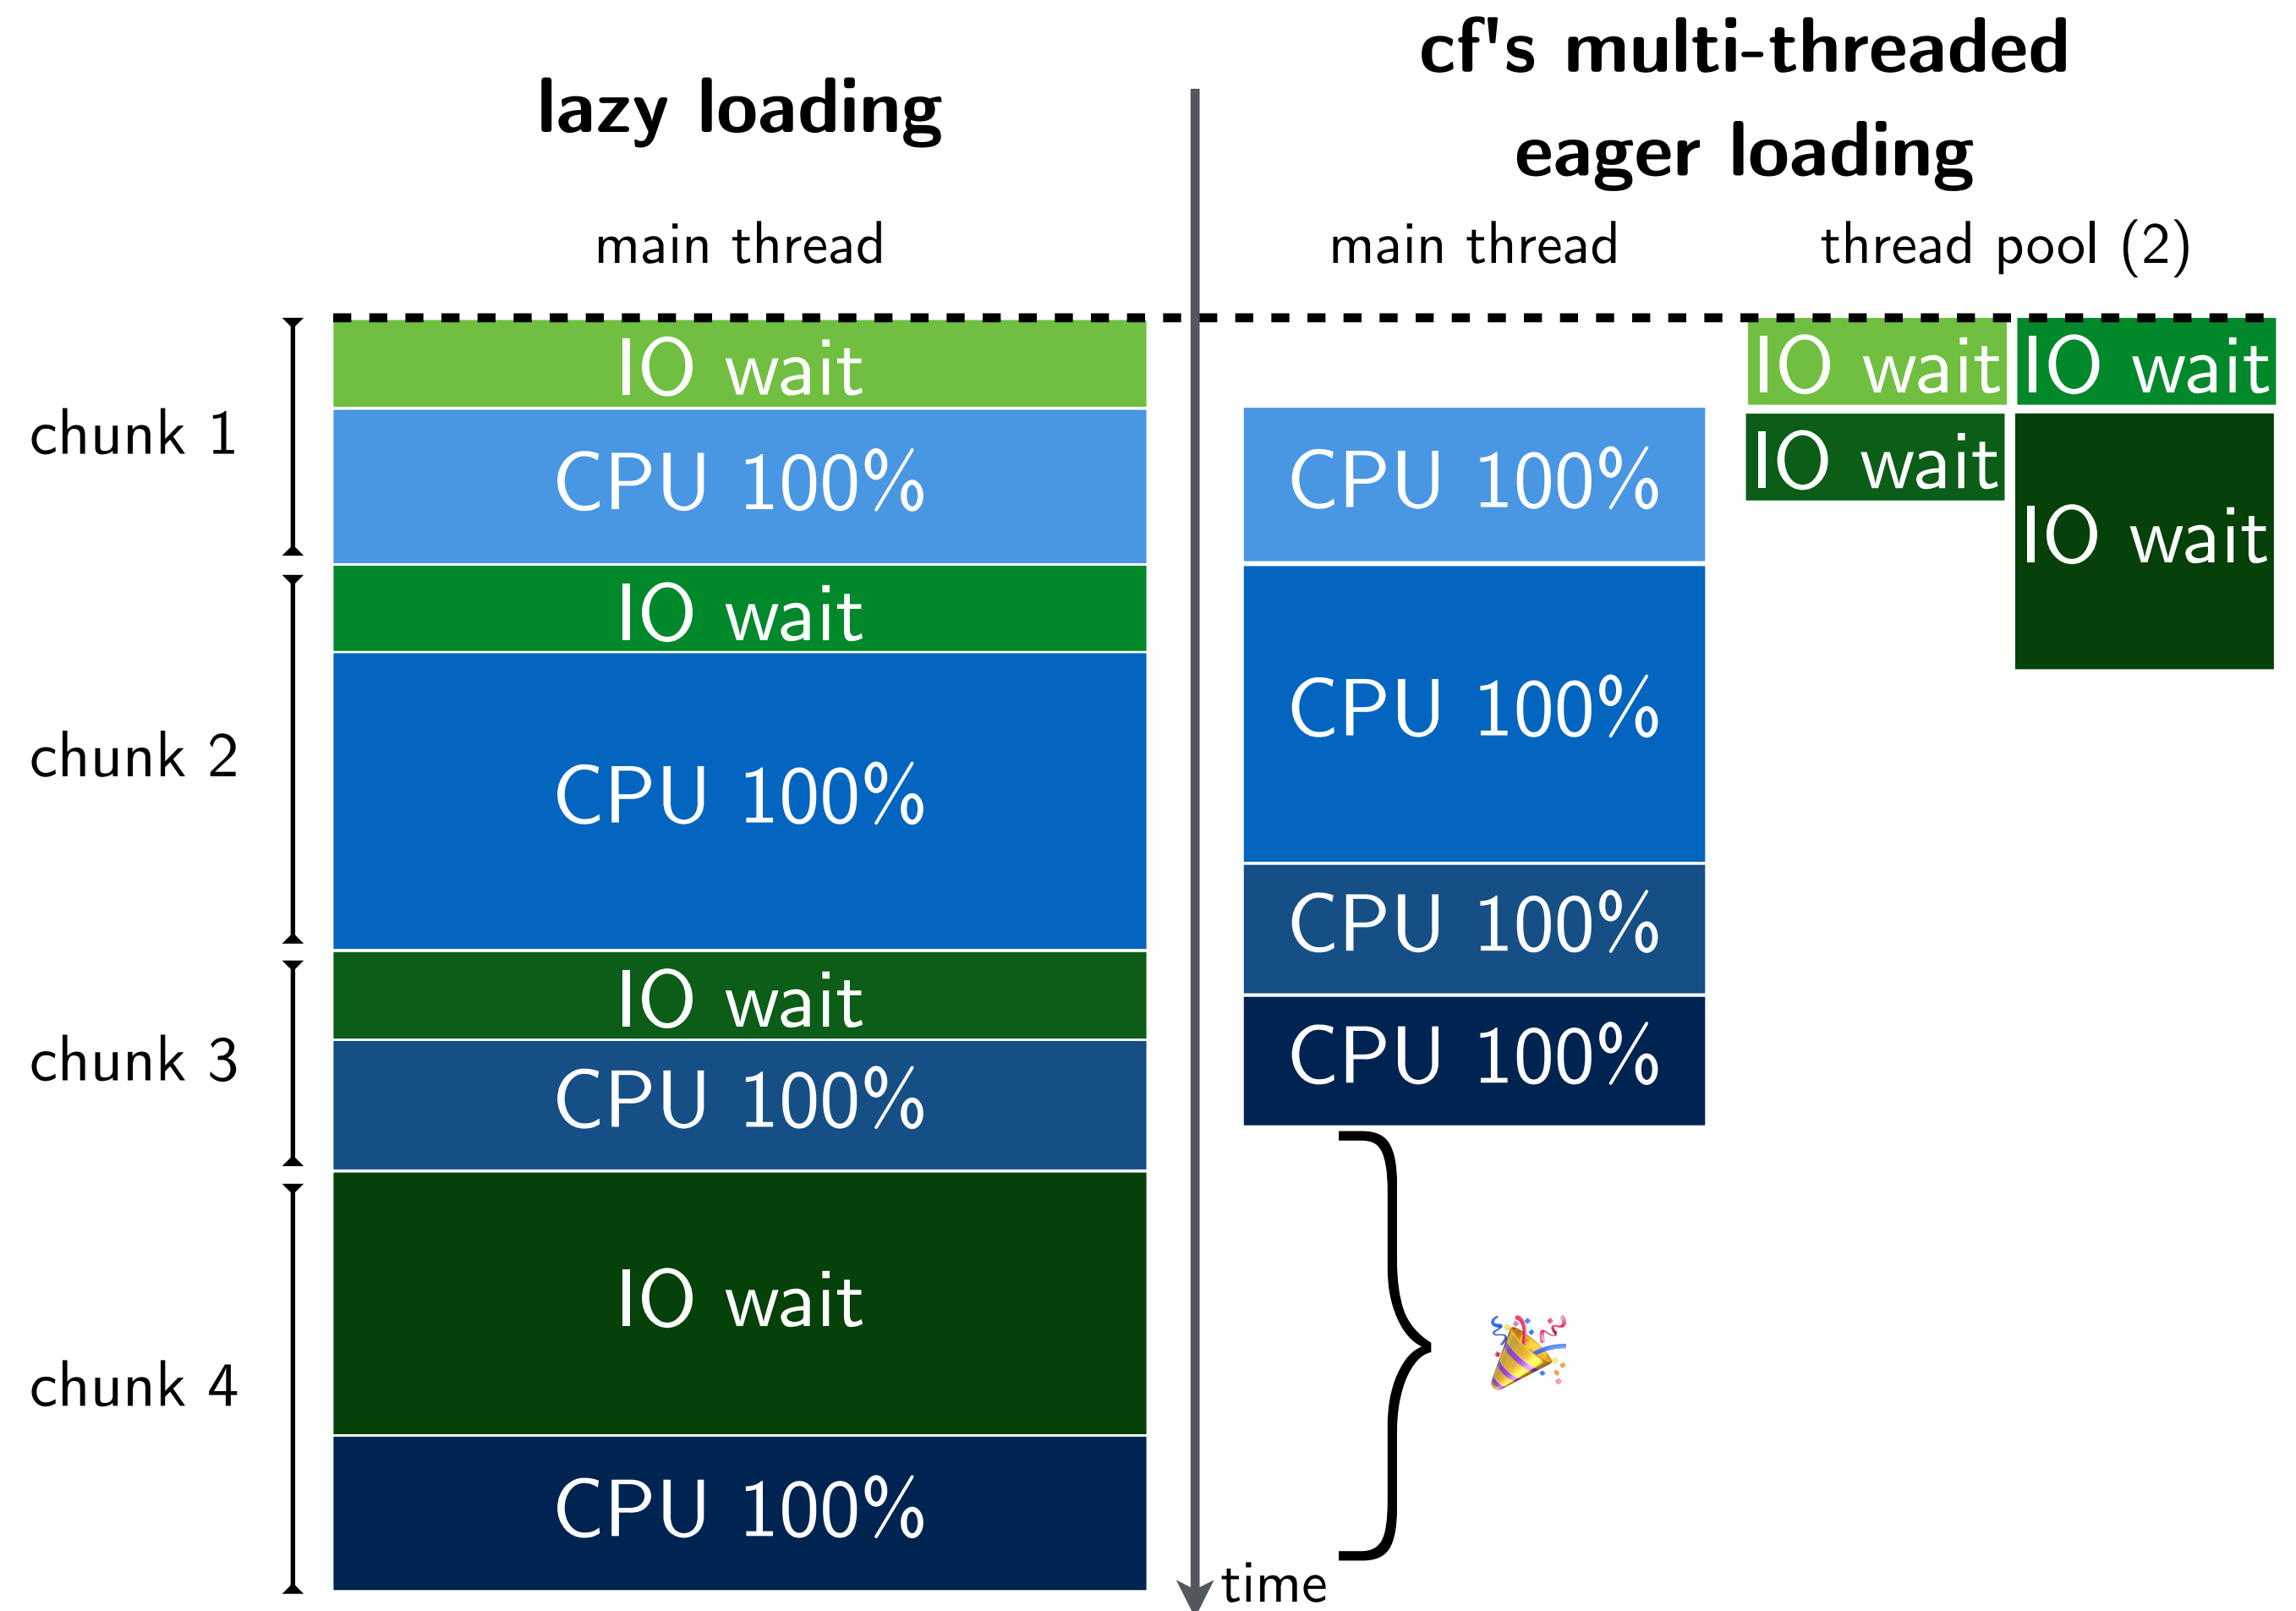 lazy loading
main thread
cf's multi-threaded
eager loading
main thread
thread pool (2)
chunk 1
IO wait
CPU 100%
chunk 2
IO wait
CPU 100%
chunk 3
IO wait
CPU 100%
chunk 4
IO wait
CPU 100%
CPU 100%
CPU 100%
CPU 100%
CPU 100%
IO wait
IO wait
IO wait
IO wait
time